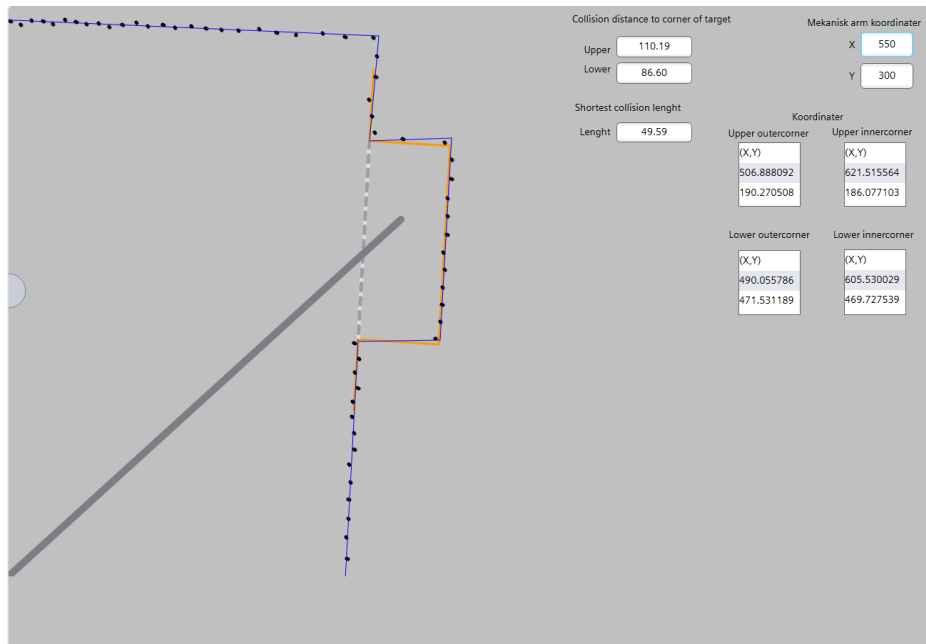 Collision distance to corner of target
Upper 110.19
Lower 86.60
Mekanisk arm koordinater
X 550
Y 300
Shortest collision lenght
Lenght 49.59
Koordinater
Upper outercorner
(X,Y)
506.888092
190.270508
Upper innercorner
(X,Y)
621.515564
186.077103
Lower outercorner
(X,Y)
490.055786
471.531189
Lower innercorner
(X,Y)
605.530029
469.727539